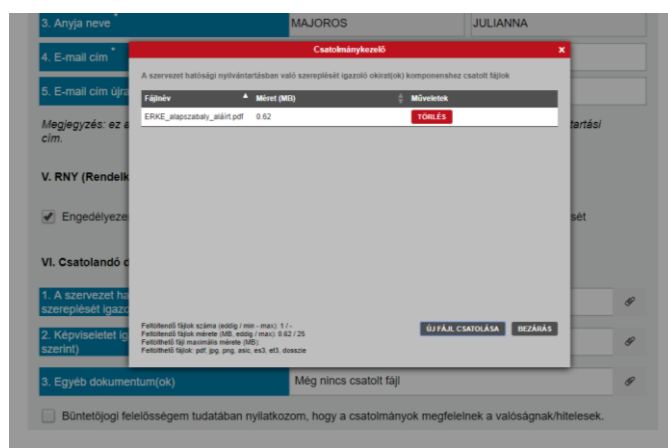 3. Anyja neve * MAJOROS JULIANNA
4. E-mail cím *
Csatolmánykezelő x
A szervezet hatósági nyilvántartásban való szereplését igazoló okirat(ok) komponenshez csatolt fájlok
5. E-mail cím újra
Fájlnév Méret (MB) Műveletek
ERKE_alapszabaly_aláírt.pdf 0.62 TÖRLÉS
Megjegyzés: ez a tartási
cím.
V. RNY (Rendelk
Engedélyeze sét
VI. Csatolandó d
1. A szervezet ha
szereplését igazo
Feltöltendő fájlok száma (eddig / min - max): 1 / -
Feltöltendő fájlok mérete (MB, eddig / max): 0.62 / 25
Feltölthető fájl maximális mérete (MB):
Feltölthető fájlok: pdf, jpg, png, asic, es3, et3, dosszie
ÚJ FÁJL CSATOLÁSA BEZÁRÁS
2. Képviseletet ig
szerint)
3. Egyéb dokumentum(ok) Még nincs csatolt fájl
Büntetőjogi felelősségem tudatában nyilatkozom, hogy a csatolmányok megfelelnek a valóságnak/hitelesek.